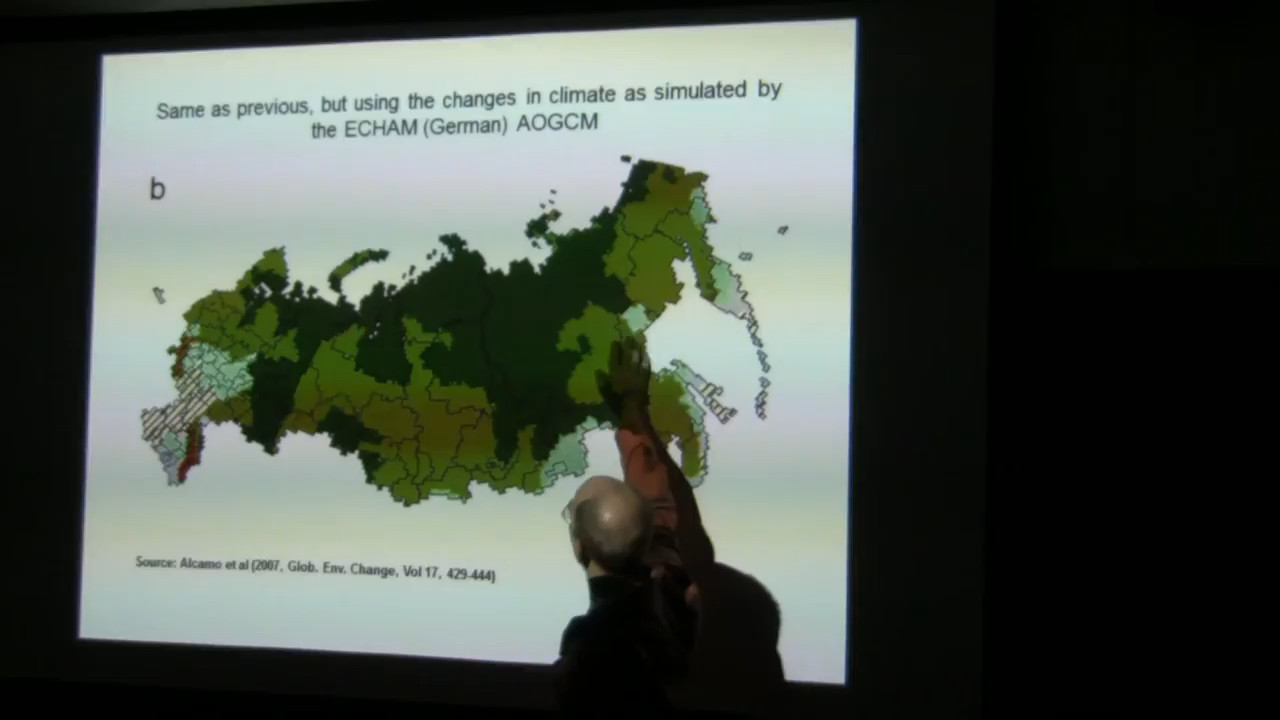 Same as previous, but using the changes in climate as simulated by
the ECHAM (German) AOGCM
b
Source: Alcamo et al (2007, Glob. Env. Change, Vol 17, 429-444)